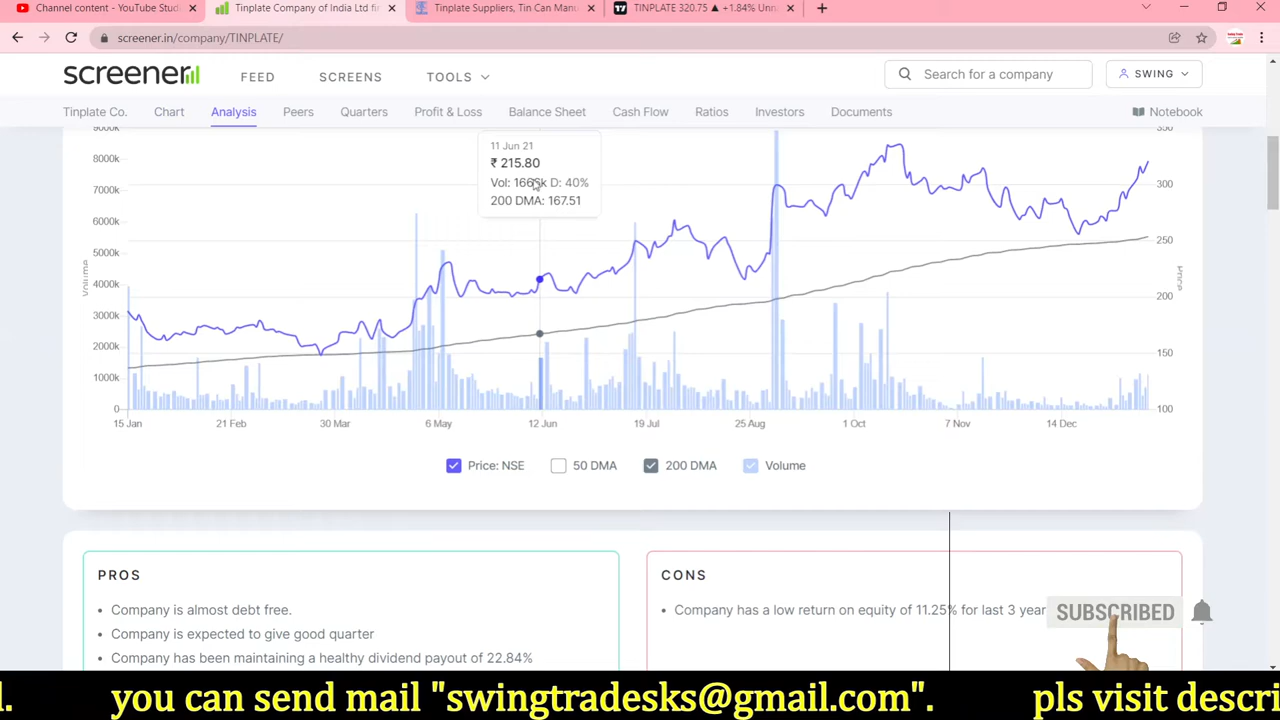 Channel content - YouTube Studi
Tinplate Company of India Ltd fin
Tinplate Suppliers, Tin Can Manu
TINPLATE 320.75 ▲ +1.84% Unn
screener.in/company/TINPLATE/
screener
FEED
SCREENS
TOOLS
Search for a company
SWING
Tinplate Co.
Chart
Analysis
Peers
Quarters
Profit & Loss
Balance Sheet
Cash Flow
Ratios
Investors
Documents
Notebook
9000k
350
11 Jun 21
₹ 215.80
D: 40%
200 DMA: 167.51
8000k
7000k
300
6000k
5000k
250
4000k
200
3000k
2000k
150
1000k
0
100
Volume
15 Jan
21 Feb
30 Mar
6 May
12 Jun
19 Jul
25 Aug
1 Oct
7 Nov
14 Dec
Price: NSE
50 DMA
200 DMA
Volume
PROS
Company is almost debt free.
Company is expected to give good quarter
Company has been maintaining a healthy dividend payout of 22.84%
CONS
Company has a low return on equity of 11.25% for last 3 year
SUBSCRIBED
d.
you can send mail "swingtradesks@gmail.com".
pls visit descri